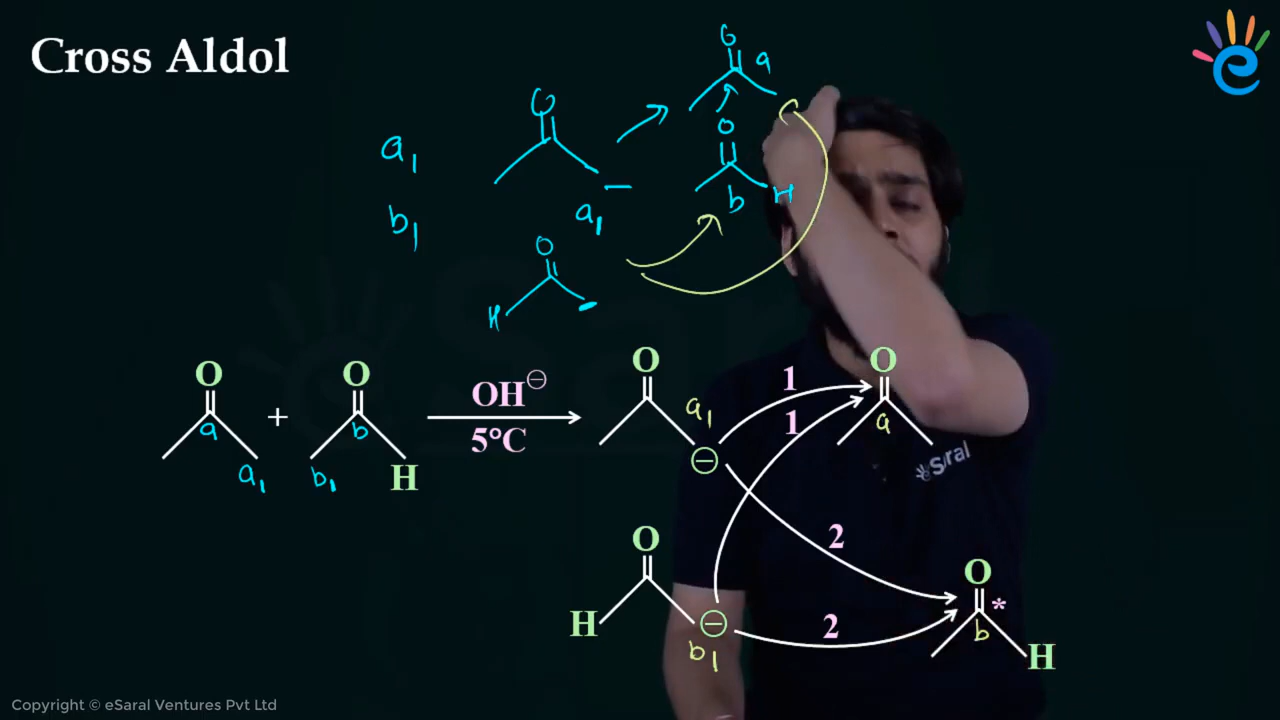 Cross Aldol
O
a
a₁
O
O
b
H
b₁
a₁
O
H
O
a
a₁
+
O
b
b₁
H
OH⊖
5°C
O
a₁
⊖
1
1
O
a
2
O
H
⊖
b₁
2
O
*
b
H
eSaral
Copyright © eSaral Ventures Pvt Ltd